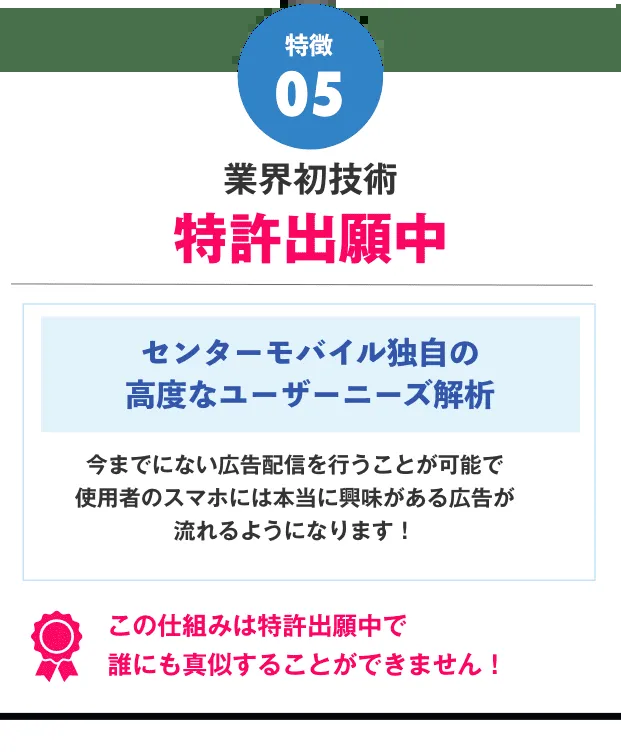 特徴
05
業界初技術
特許出願中
センターモバイル独自の
高度なユーザーニーズ解析
今までにない広告配信を行うことが可能で
使用者のスマホには本当に興味がある広告が
流れるようになります！
この仕組みは特許出願中で
誰にも真似することができません！